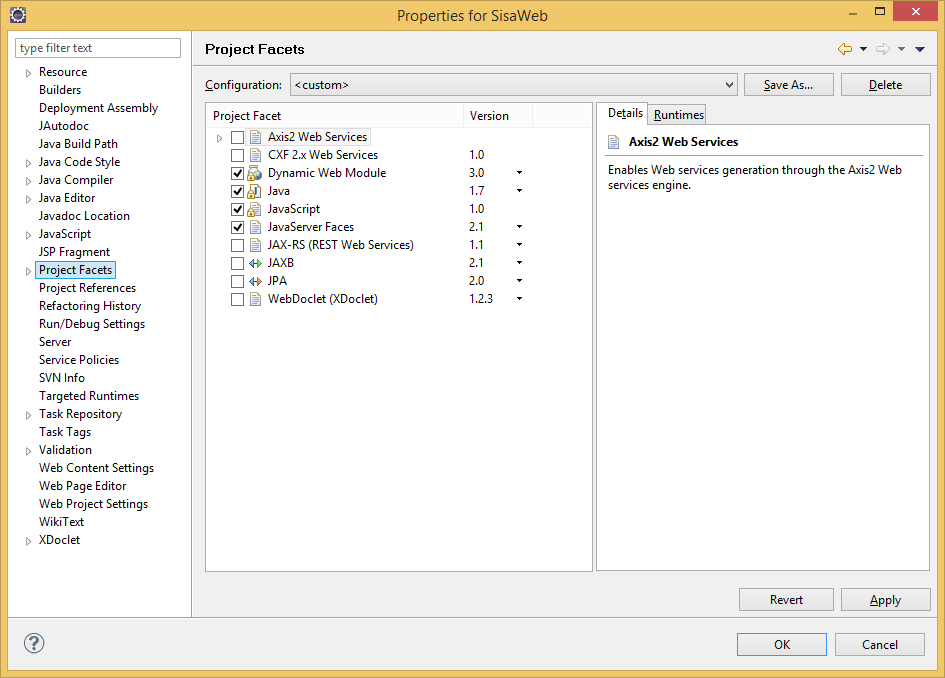 Properties for SisaWeb
type filter text
Resource
Builders
Deployment Assembly
JAutodoc
Java Build Path
Java Code Style
Java Compiler
Java Editor
Javadoc Location
JavaScript
JSP Fragment
Project Facets
Project References
Refactoring History
Run/Debug Settings
Server
Service Policies
SVN Info
Targeted Runtimes
Task Repository
Task Tags
Validation
Web Content Settings
Web Page Editor
Web Project Settings
WikiText
XDoclet
Project Facets
Configuration: <custom> Save As... Delete
Project Facet Version
Axis2 Web Services
CXF 2.x Web Services 1.0
Dynamic Web Module 3.0
Java 1.7
JavaScript 1.0
JavaServer Faces 2.1
JAX-RS (REST Web Services) 1.1
JAXB 2.1
JPA 2.0
WebDoclet (XDoclet) 1.2.3
Details Runtimes
Axis2 Web Services
Enables Web services generation through the Axis2 Web
services engine.
Revert Apply
? OK Cancel